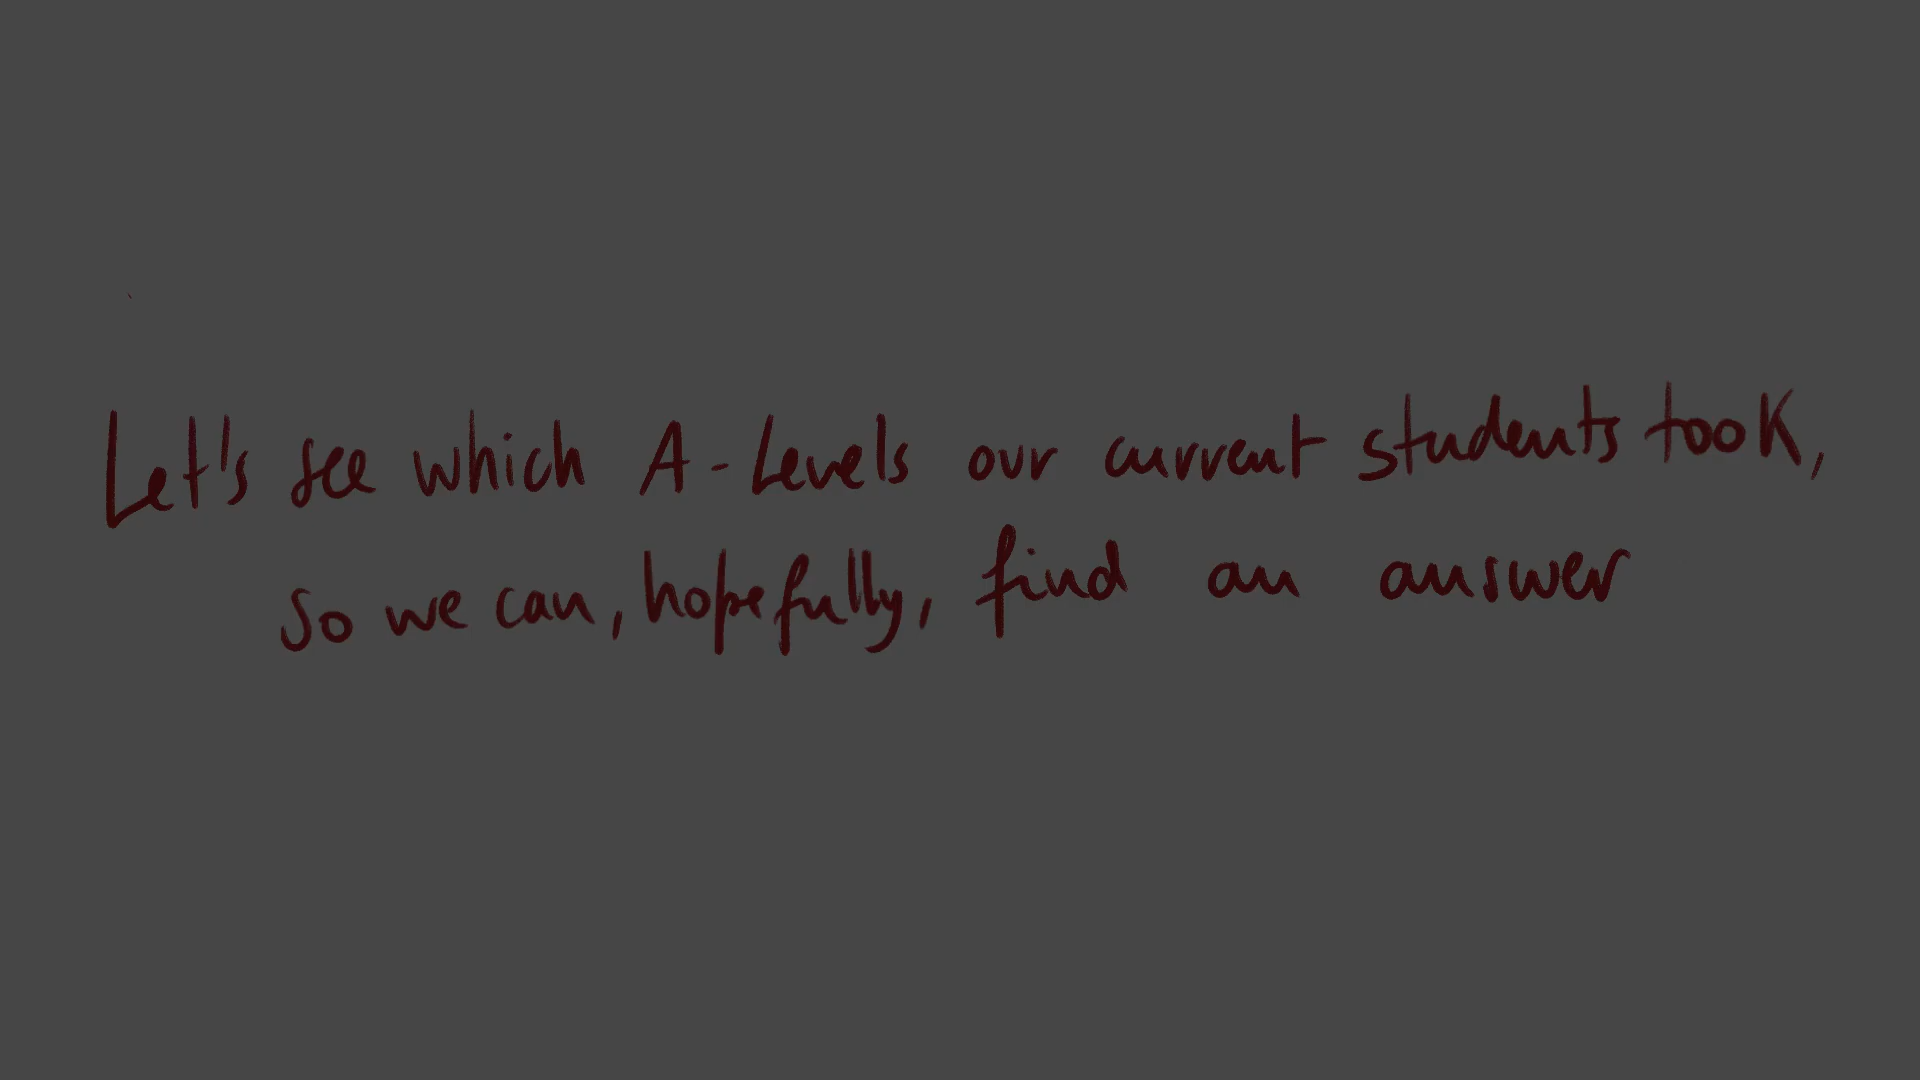 Let's see which A-Levels our current students took,
so we can, hopefully, find an answer